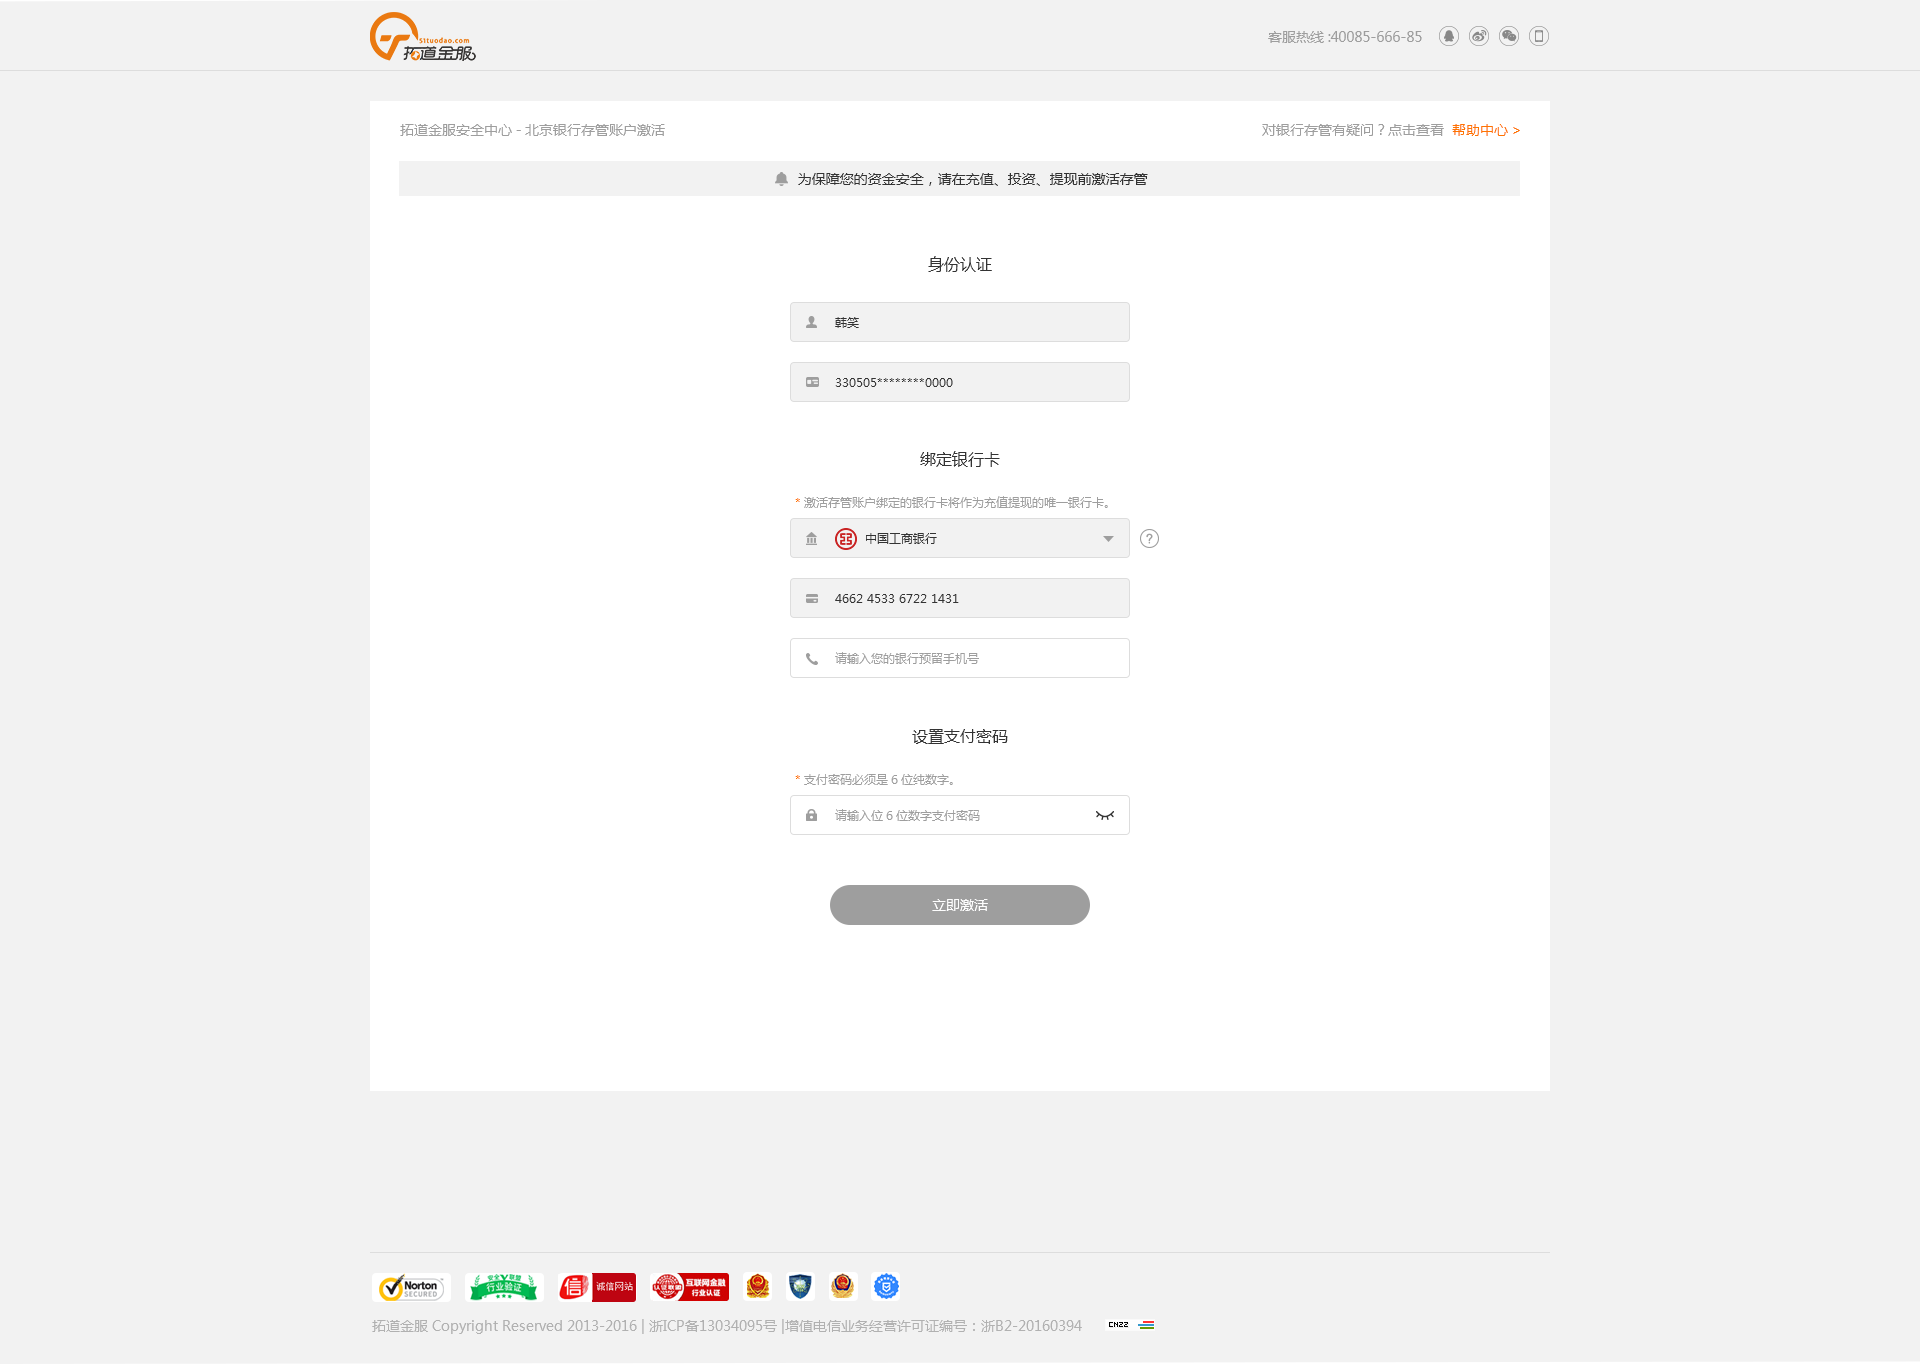 51tuodao.com
拓道金服
客服热线 :40085-666-85
拓道金服安全中心 - 北京银行存管账户激活
对银行存管有疑问？点击查看 帮助中心 >
为保障您的资金安全，请在充值、投资、提现前激活存管
身份认证
韩笑
330505********0000
绑定银行卡
* 激活存管账户绑定的银行卡将作为充值提现的唯一银行卡。
中国工商银行
?
4662 4533 6722 1431
请输入您的银行预留手机号
设置支付密码
* 支付密码必须是 6 位纯数字。
请输入位 6 位数字支付密码
立即激活
Norton
SECURED
安全联盟
行业验证
信 诚信网站
互联网金融
行业认证
拓道金服 Copyright Reserved 2013-2016 | 浙ICP备13034095号 |增值电信业务经营许可证编号：浙B2-20160394
CNZZ